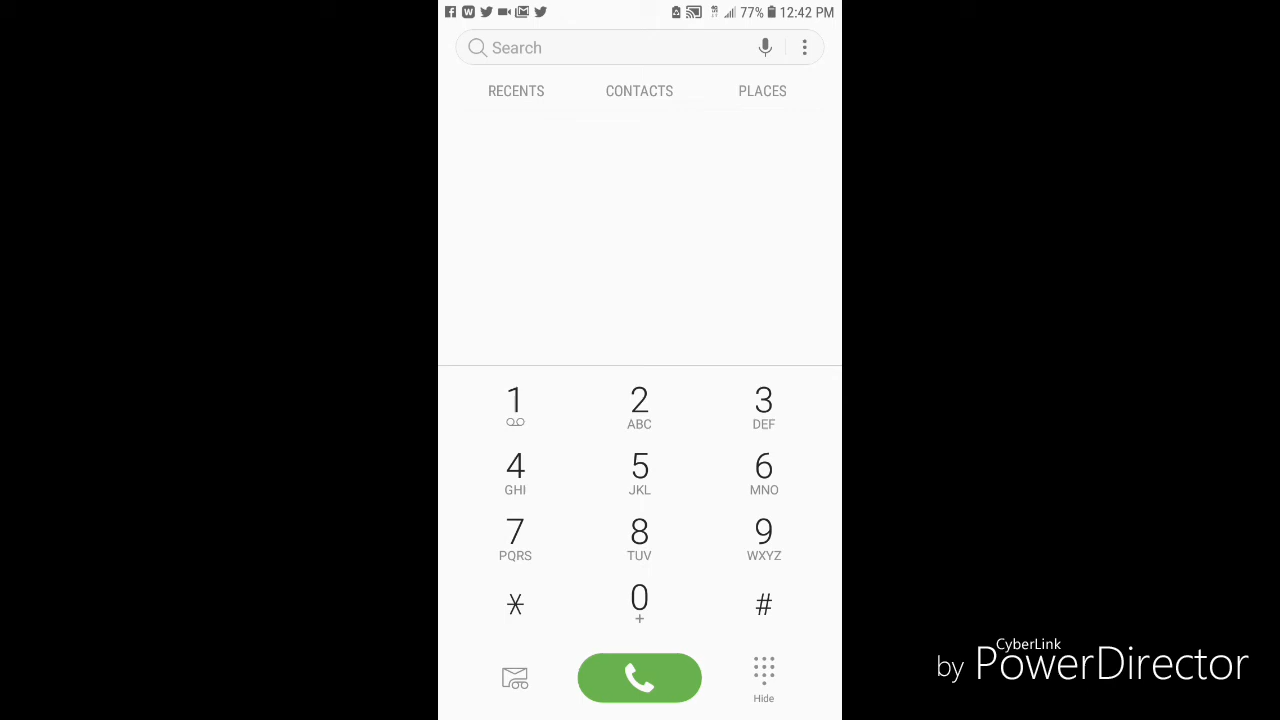 77% 12:42 PM
Search
RECENTS CONTACTS PLACES
1 2 3
ABC DEF
4 5 6
GHI JKL MNO
7 8 9
PQRS TUV WXYZ
* 0 #
+
Hide
CyberLink
by PowerDirector